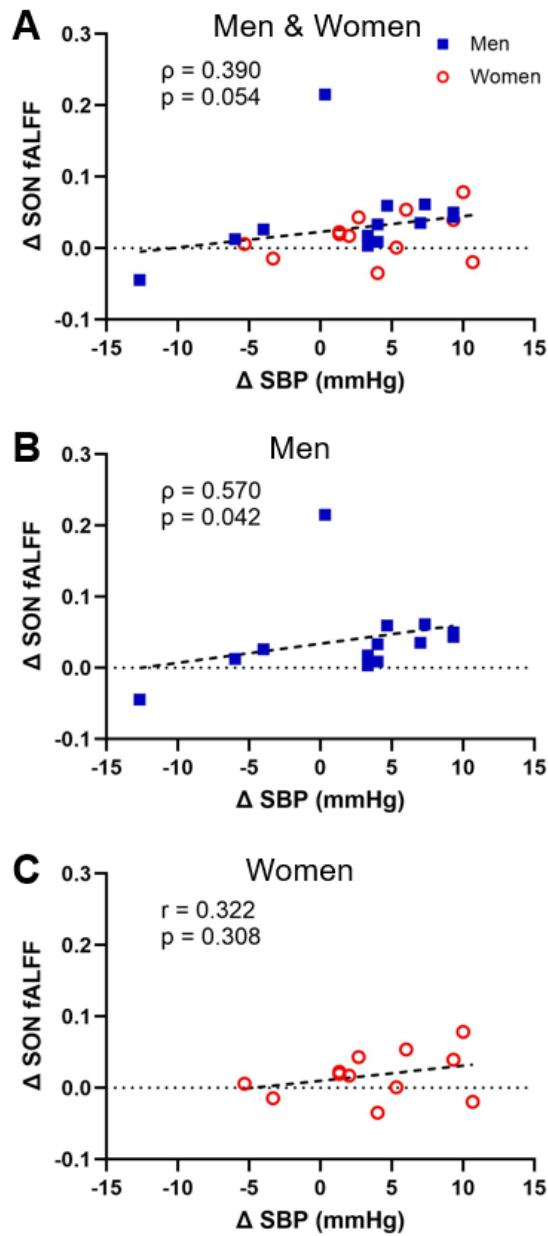 A
Men & Women
Men
Women
ρ = 0.390
p = 0.054
Δ SON fALFF
0.3
0.2
0.1
0.0
-0.1
-15
-10
-5
0
5
10
15
Δ SBP (mmHg)
B
Men
ρ = 0.570
p = 0.042
Δ SON fALFF
0.3
0.2
0.1
0.0
-0.1
-15
-10
-5
0
5
10
15
Δ SBP (mmHg)
C
Women
r = 0.322
p = 0.308
Δ SON fALFF
0.3
0.2
0.1
0.0
-0.1
-15
-10
-5
0
5
10
15
Δ SBP (mmHg)